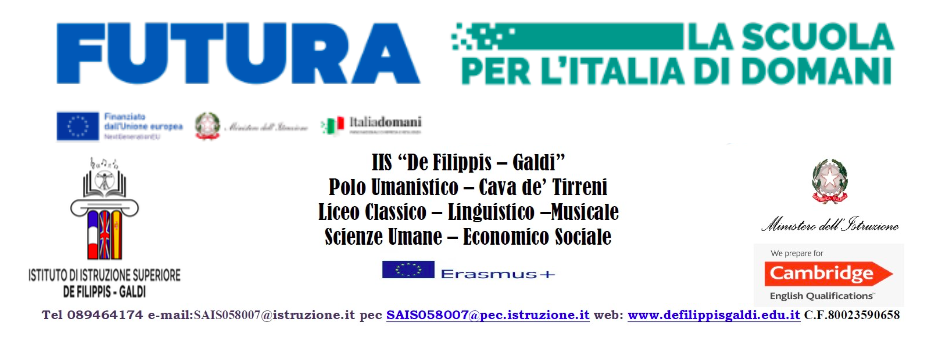 FUTURA
LA SCUOLA
PER L'ITALIA DI DOMANI
Finanziato
dall'Unione europea
NextGenerationEU
Ministero dell'Istruzione
Italiadomani
IIS “De Filippis – Galdi”
Polo Umanistico – Cava de’ Tirreni
Liceo Classico – Linguistico –Musicale
Scienze Umane – Economico Sociale
Erasmus+
ISTITUTO DI ISTRUZIONE SUPERIORE
DE FILIPPIS - GALDI
Ministero dell'Istruzione
We prepare for
Cambridge
English Qualifications
Tel 089464174 e-mail:SAIS058007@istruzione.it pec SAIS058007@pec.istruzione.it web: www.defilippisgaldi.edu.it C.F.80023590658